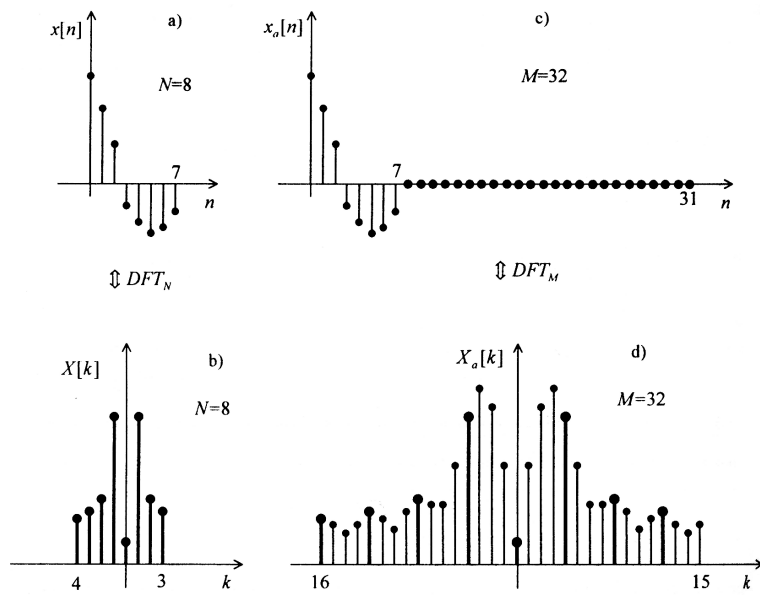 a)
x[n]
N=8
7
n
c)
x_a[n]
M=32
7
31
n
⇕ DFT_N
⇕ DFT_M
b)
X[k]
N=8
4
3
k
d)
X_a[k]
M=32
16
15
k